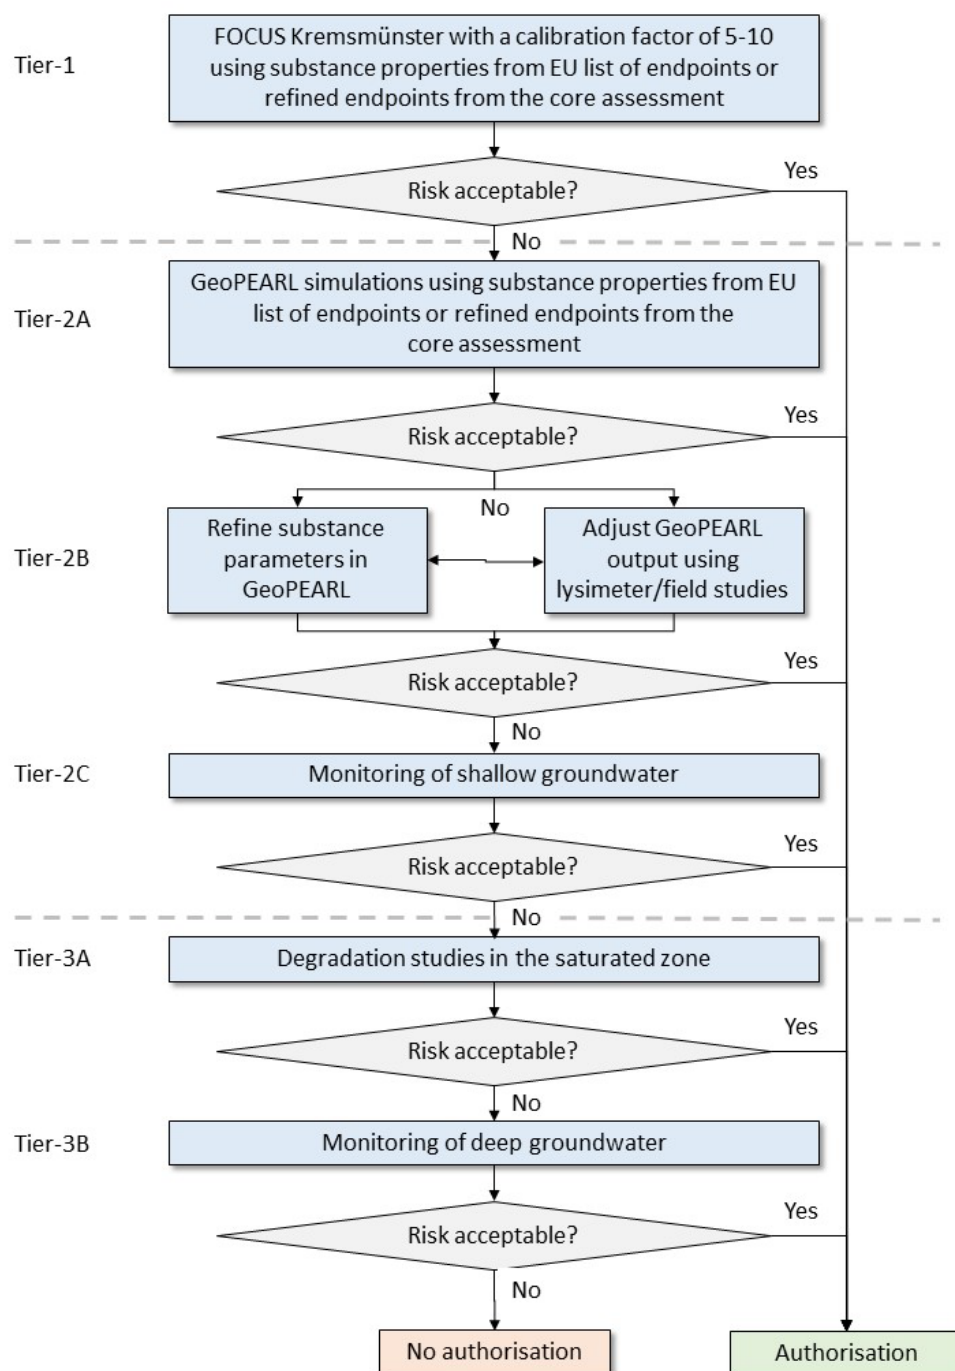 Tier-1
FOCUS Kremsmünster with a calibration factor of 5-10
using substance properties from EU list of endpoints or
refined endpoints from the core assessment
Risk acceptable?
Yes
No
Tier-2A
GeoPEARL simulations using substance properties from EU
list of endpoints or refined endpoints from the
core assessment
Risk acceptable?
Yes
No
Tier-2B
Refine substance
parameters in
GeoPEARL
Adjust GeoPEARL
output using
lysimeter/field studies
Risk acceptable?
Yes
No
Tier-2C
Monitoring of shallow groundwater
Risk acceptable?
Yes
No
Tier-3A
Degradation studies in the saturated zone
Risk acceptable?
Yes
No
Tier-3B
Monitoring of deep groundwater
Risk acceptable?
Yes
No
No authorisation
Authorisation